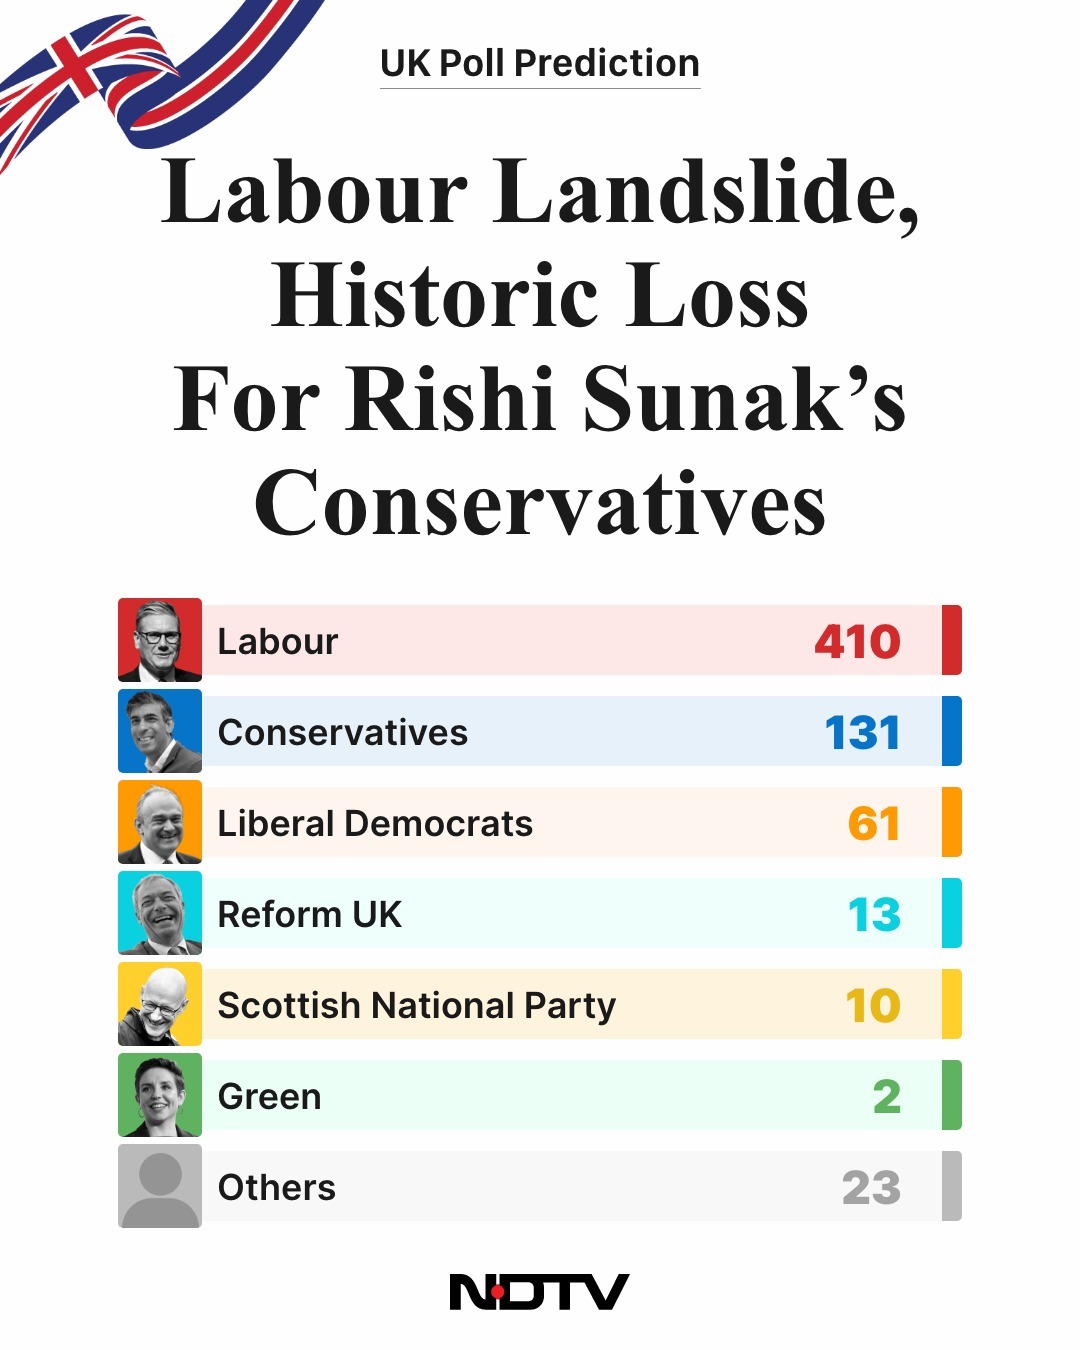 UK Poll Prediction
Labour Landslide,
Historic Loss
For Rishi Sunak’s
Conservatives
Labour 410
Conservatives 131
Liberal Democrats 61
Reform UK 13
Scottish National Party 10
Green 2
Others 23
NDTV